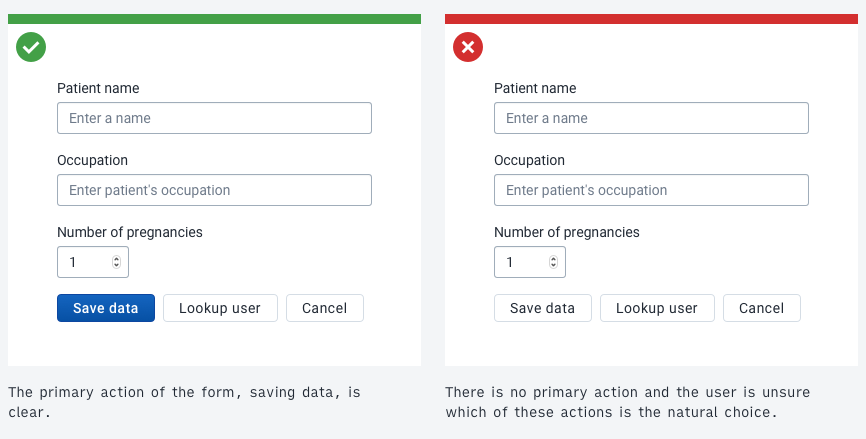 Patient name
Enter a name
Occupation
Enter patient's occupation
Number of pregnancies
1
Save data
Lookup user
Cancel
The primary action of the form, saving data, is
clear.
Patient name
Enter a name
Occupation
Enter patient's occupation
Number of pregnancies
1
Save data
Lookup user
Cancel
There is no primary action and the user is unsure
which of these actions is the natural choice.